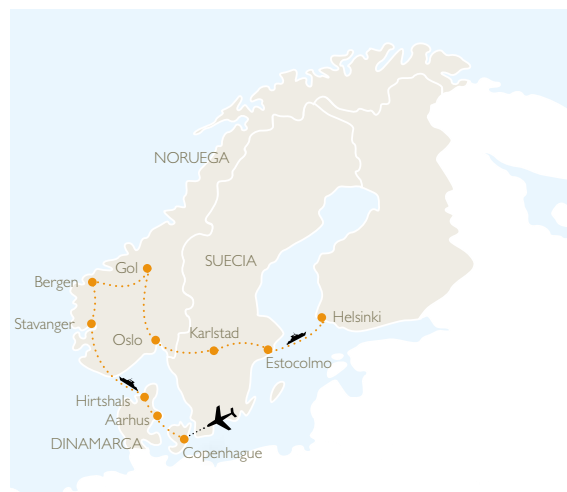 NORUEGA
SUECIA
Gol
Bergen
Stavanger
Helsinki
Karlstad
Oslo
Estocolmo
Hirtshals
Aarhus
DINAMARCA
Copenhague